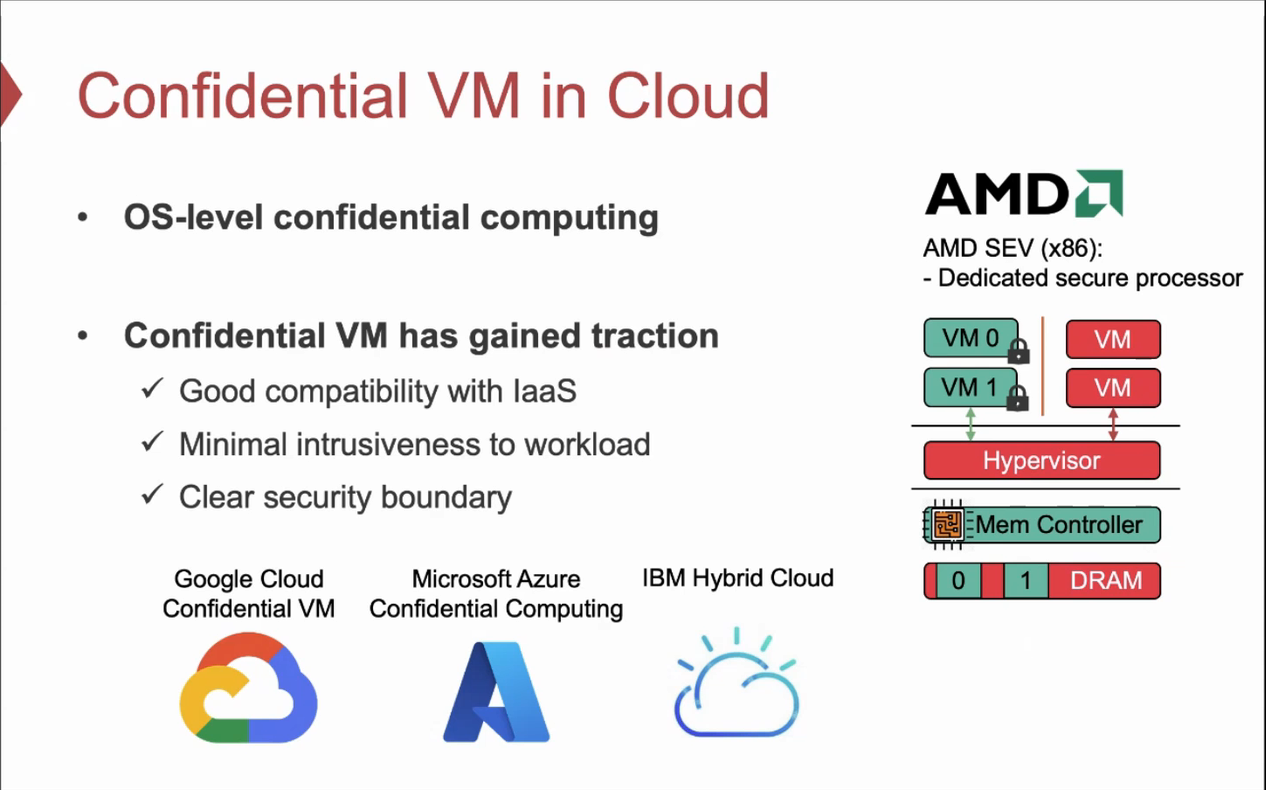 Confidential VM in Cloud
• OS-level confidential computing
• Confidential VM has gained traction
✓ Good compatibility with IaaS
✓ Minimal intrusiveness to workload
✓ Clear security boundary
Google Cloud
Confidential VM
Microsoft Azure
Confidential Computing
IBM Hybrid Cloud
AMD
AMD SEV (x86):
- Dedicated secure processor
VM 0
VM
VM 1
VM
Hypervisor
Mem Controller
0 1 DRAM